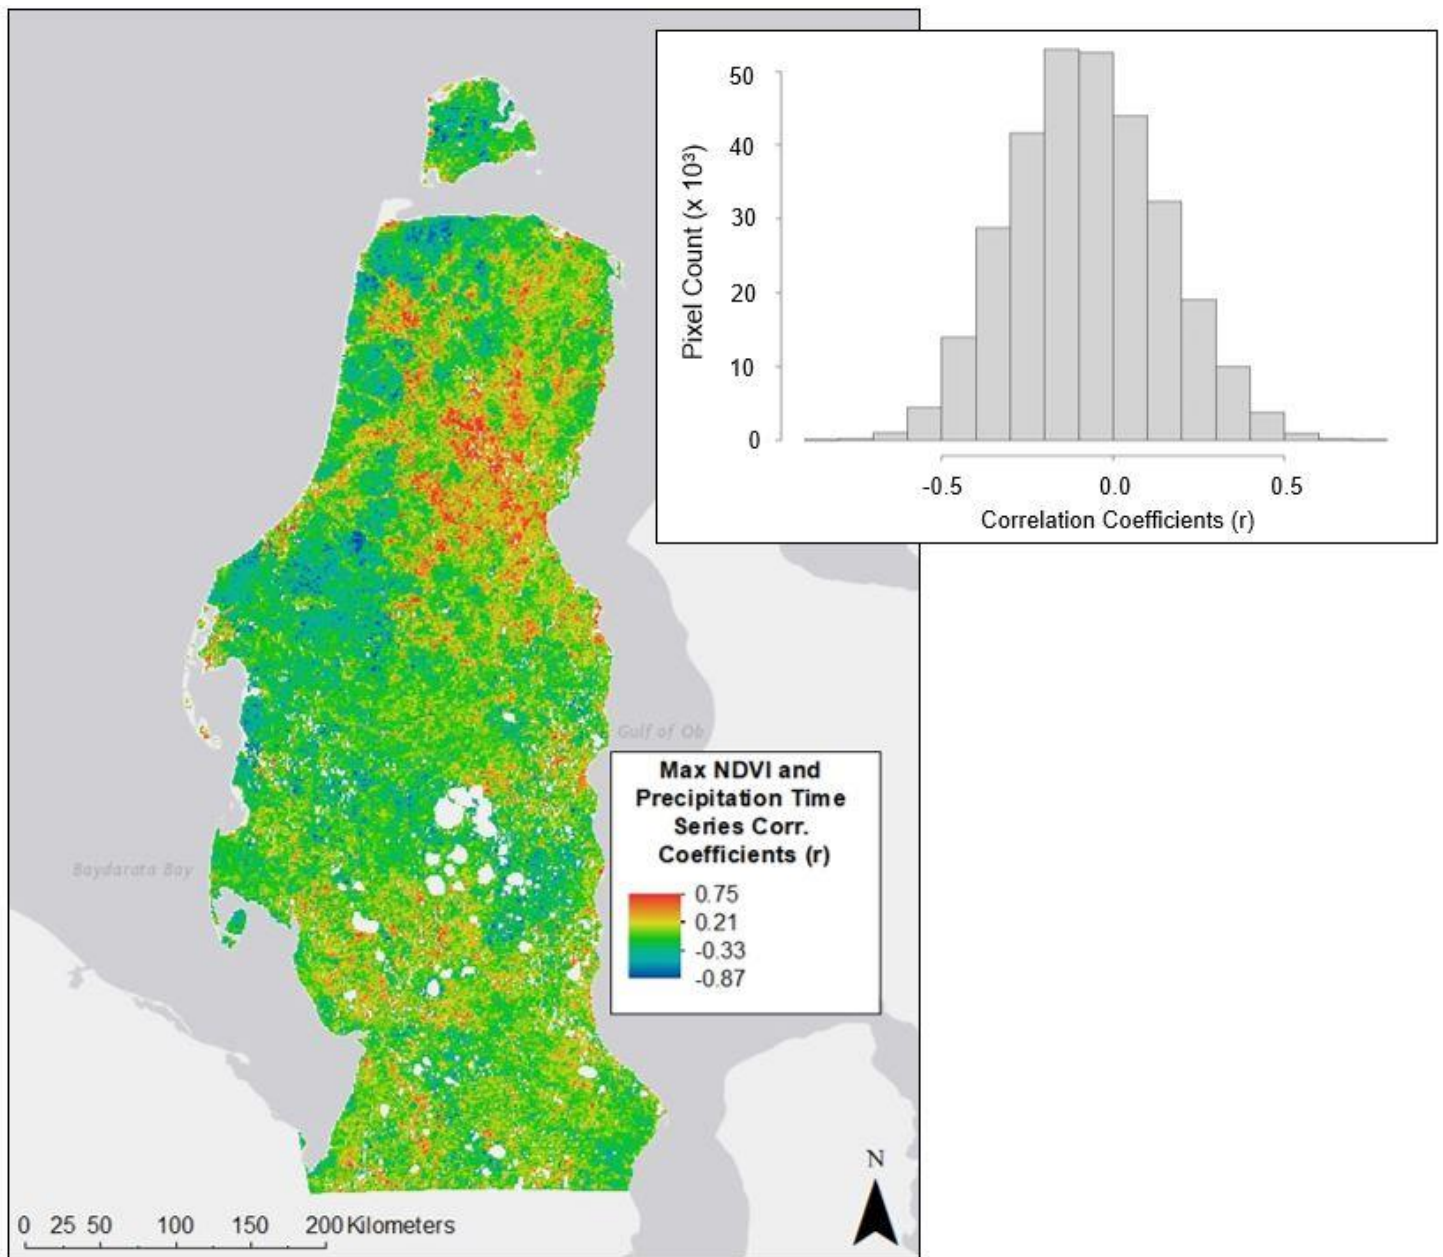 50
40
30
20
10
0
Pixel Count (x 10³)
-0.5 0.0 0.5
Correlation Coefficients (r)
Gulf of Ob
Max NDVI and
Precipitation Time
Series Corr.
Coefficients (r)
0.75
0.21
-0.33
-0.87
Baydarata Bay
N
0 25 50 100 150 200 Kilometers